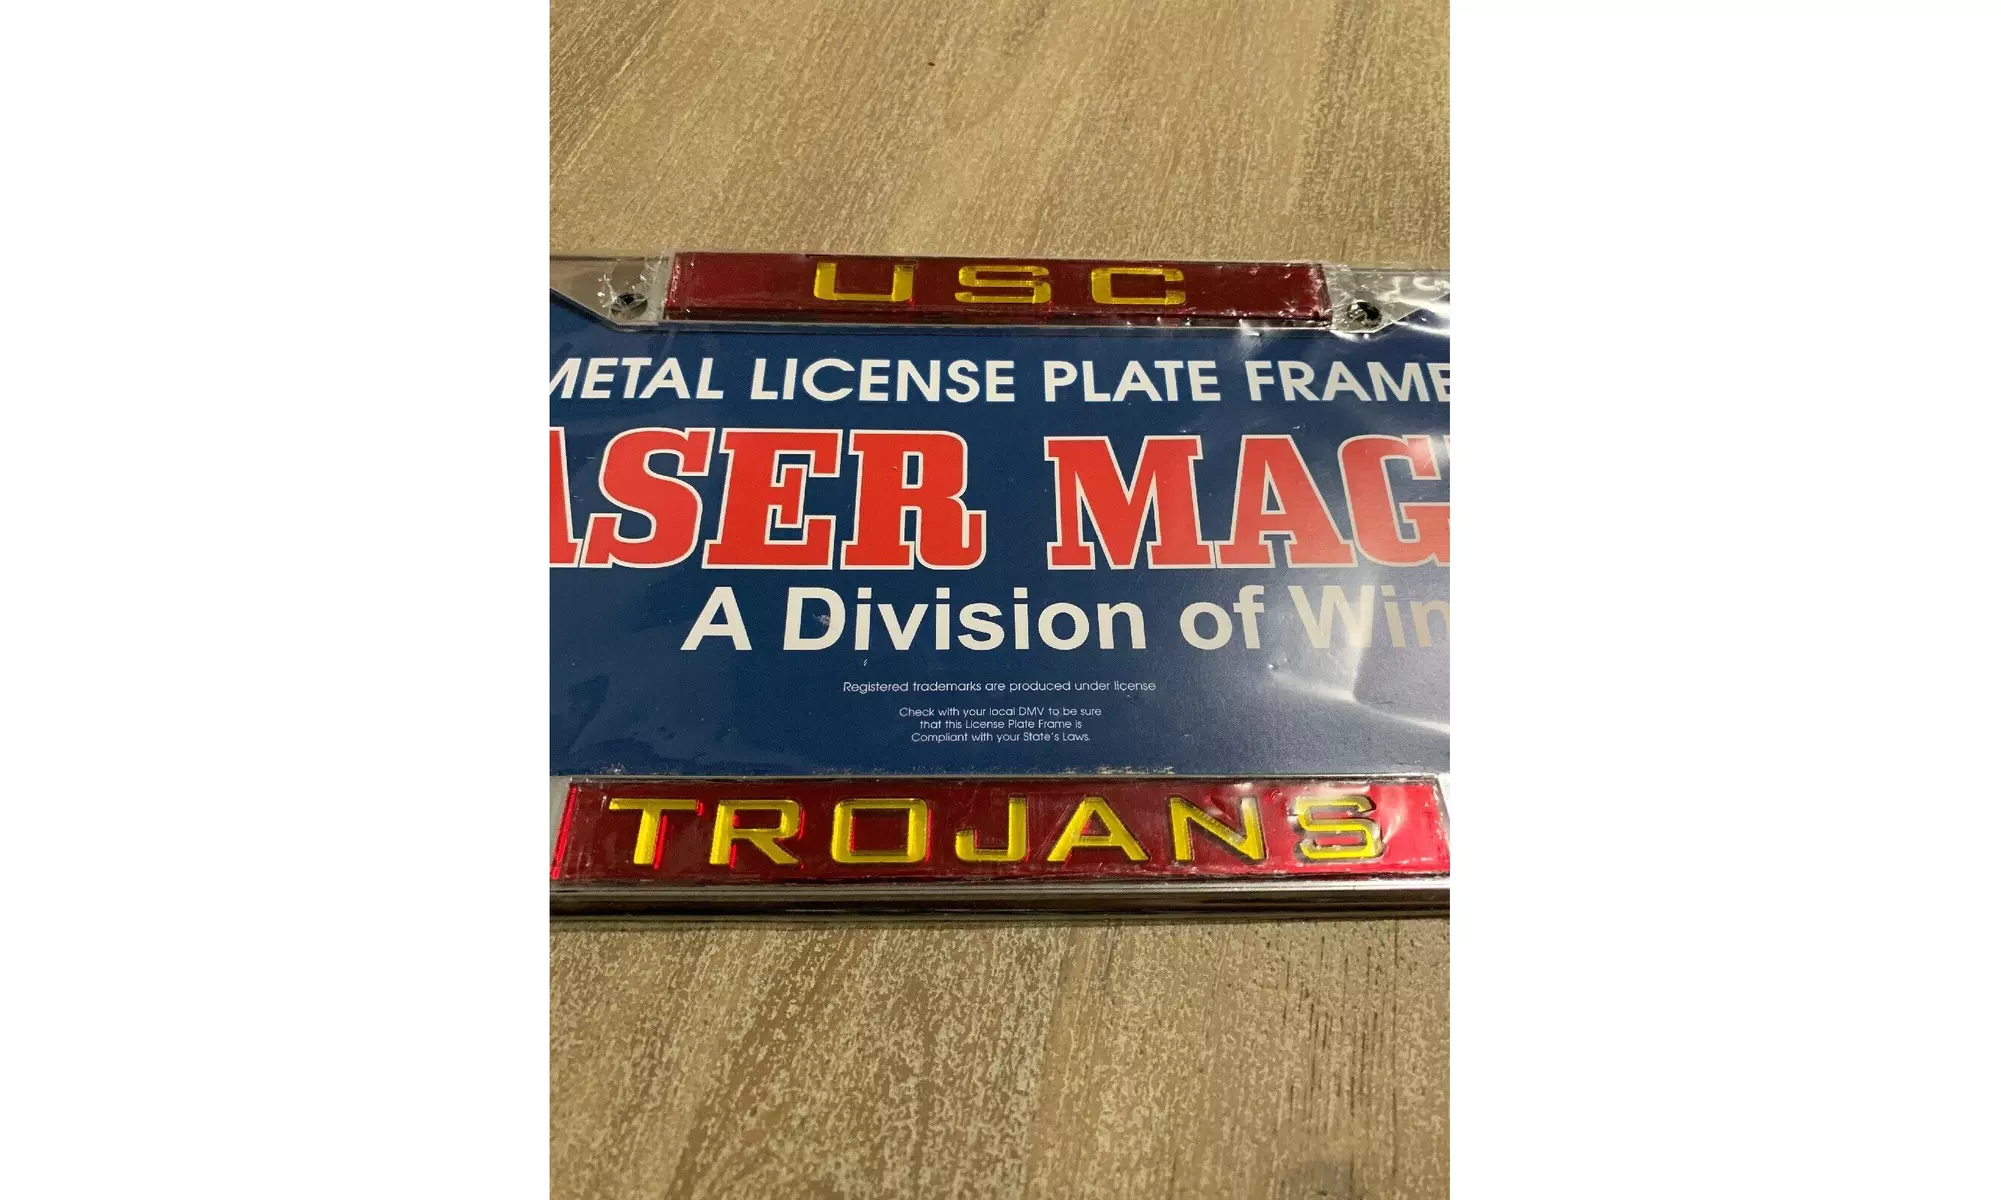 USC
METAL LICENSE PLATE FRAME
ASER MAG
A Division of Win
Registered trademarks are produced under license
Check with your local DMV to be sure
that this License Plate Frame is
Compliant with your State's Laws.
TROJANS